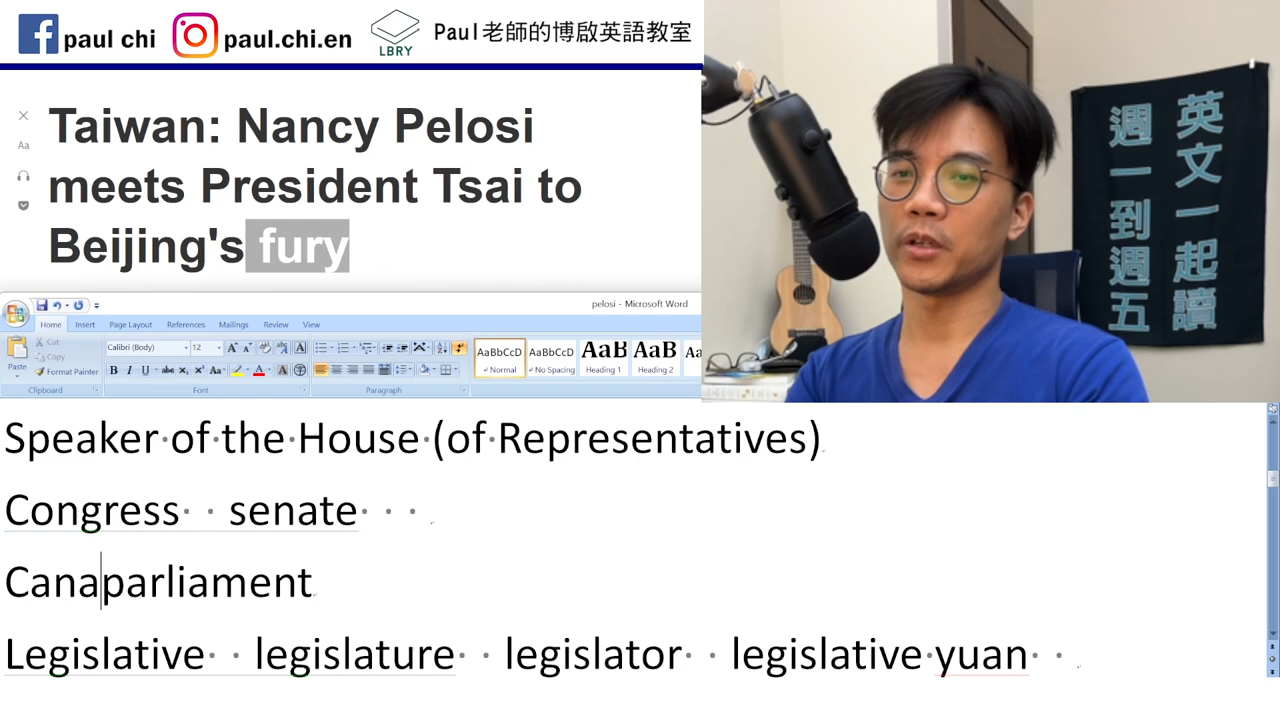 paul chi
paul.chi.en
LBRY
Paul老師的博啟英語教室
Taiwan: Nancy Pelosi
meets President Tsai to
Beijing's fury
Aa
pelosi - Microsoft Word
Home Insert Page Layout References Mailings Review View
Paste
Cut
Copy
Format Painter
Clipboard
Calibri (Body) 12
Font
Paragraph
AaBbCcD
Normal
AaBbCcD
No Spacing
AaBbC
Heading 1
AaBbC
Heading 2
Speaker of the House (of Representatives)
Congress senate
Canaparliament
Legislative legislature legislator legislative yuan
英文一起讀
週一到週五